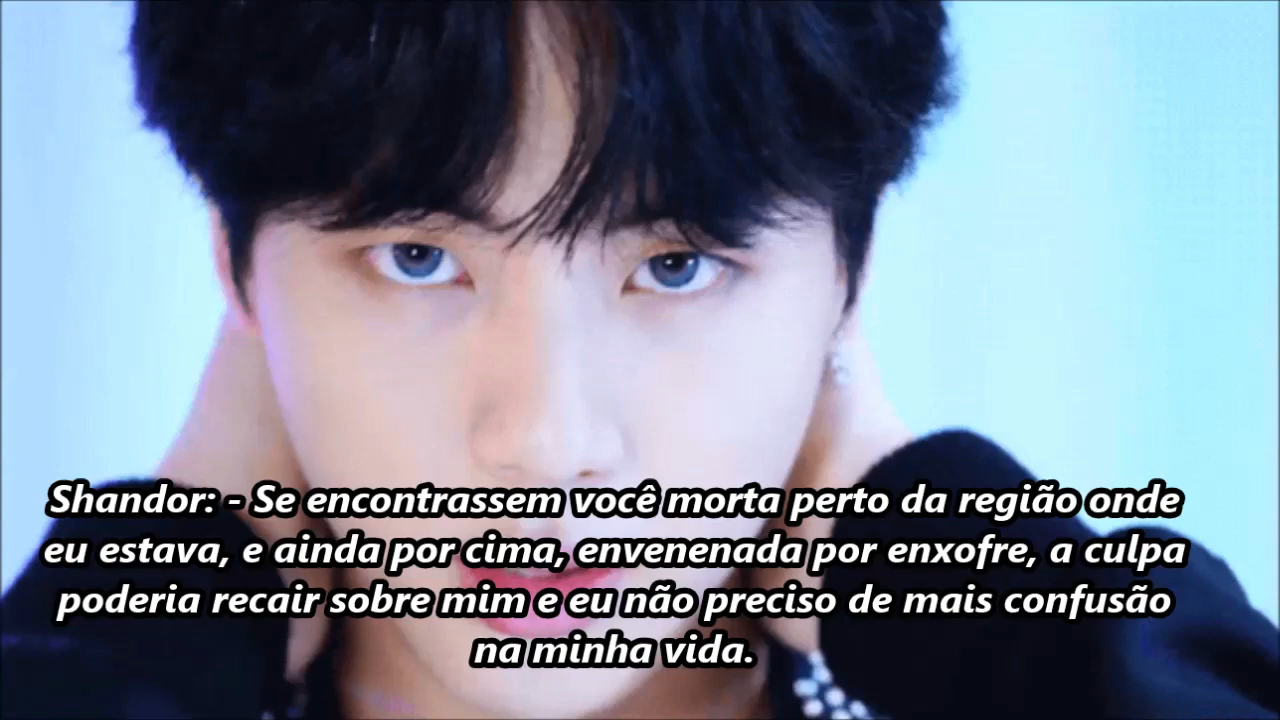 Shandor: - Se encontrassem você morta perto da região onde
eu estava, e ainda por cima, envenenada por enxofre, a culpa
poderia recair sobre mim e eu não preciso de mais confusão
na minha vida.